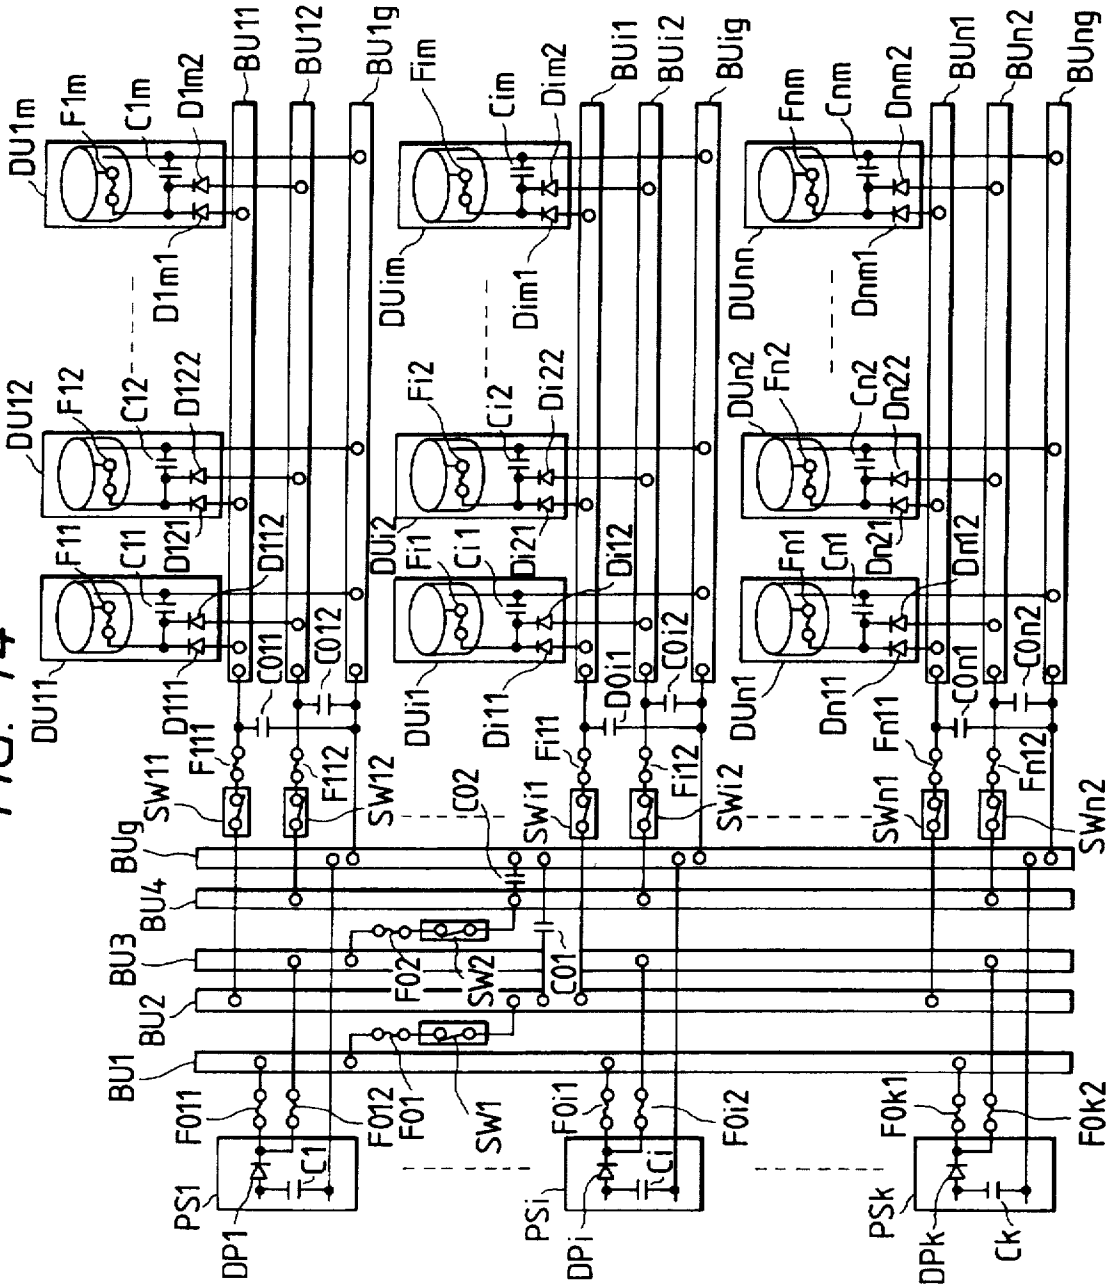 FIG. 14
DU11
DU12
DU1m
F11
F12
F1m
C11
C12
C1m
D111
D112
D121
D122
D1m1
D1m2
BU11
BU12
BU1g
SW11
F111
C011
C012
F112
SW12
DUi1
DUi2
DUim
Fi1
Fi2
Fim
Ci1
Ci2
Cim
Di11
Di12
Di21
Di22
Dim1
Dim2
BUi1
BUi2
BUig
SWi1
Fi11
D0i1
C0i2
Fi12
SWi2
DUn1
DUn2
DUnn
Fn1
Fn2
Fnm
Cn1
Cn2
Cnm
Dn11
Dn12
Dn21
Dn22
Dnm1
Dnm2
BUn1
BUn2
BUng
SWn1
Fn11
C0n1
C0n2
Fn12
SWn2
BUg
BU4
BU3
BU2
BU1
C02
F02
SW2
C01
F01
SW1
F011
F012
PS1
DP1
C1
F0i1
F0i2
PSi
DPi
Ci
F0k1
F0k2
PSk
DPk
Ck